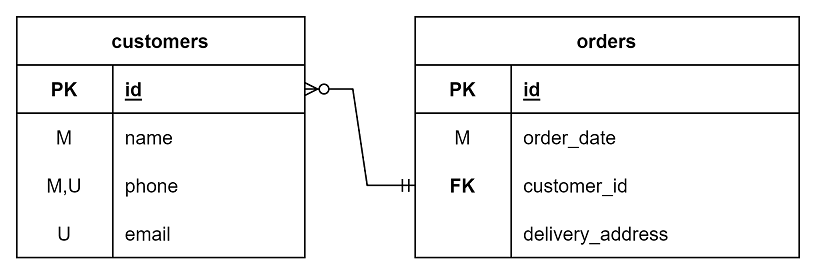 customers
PK id
M name
M,U phone
U email
orders
PK id
M order_date
FK customer_id
delivery_address